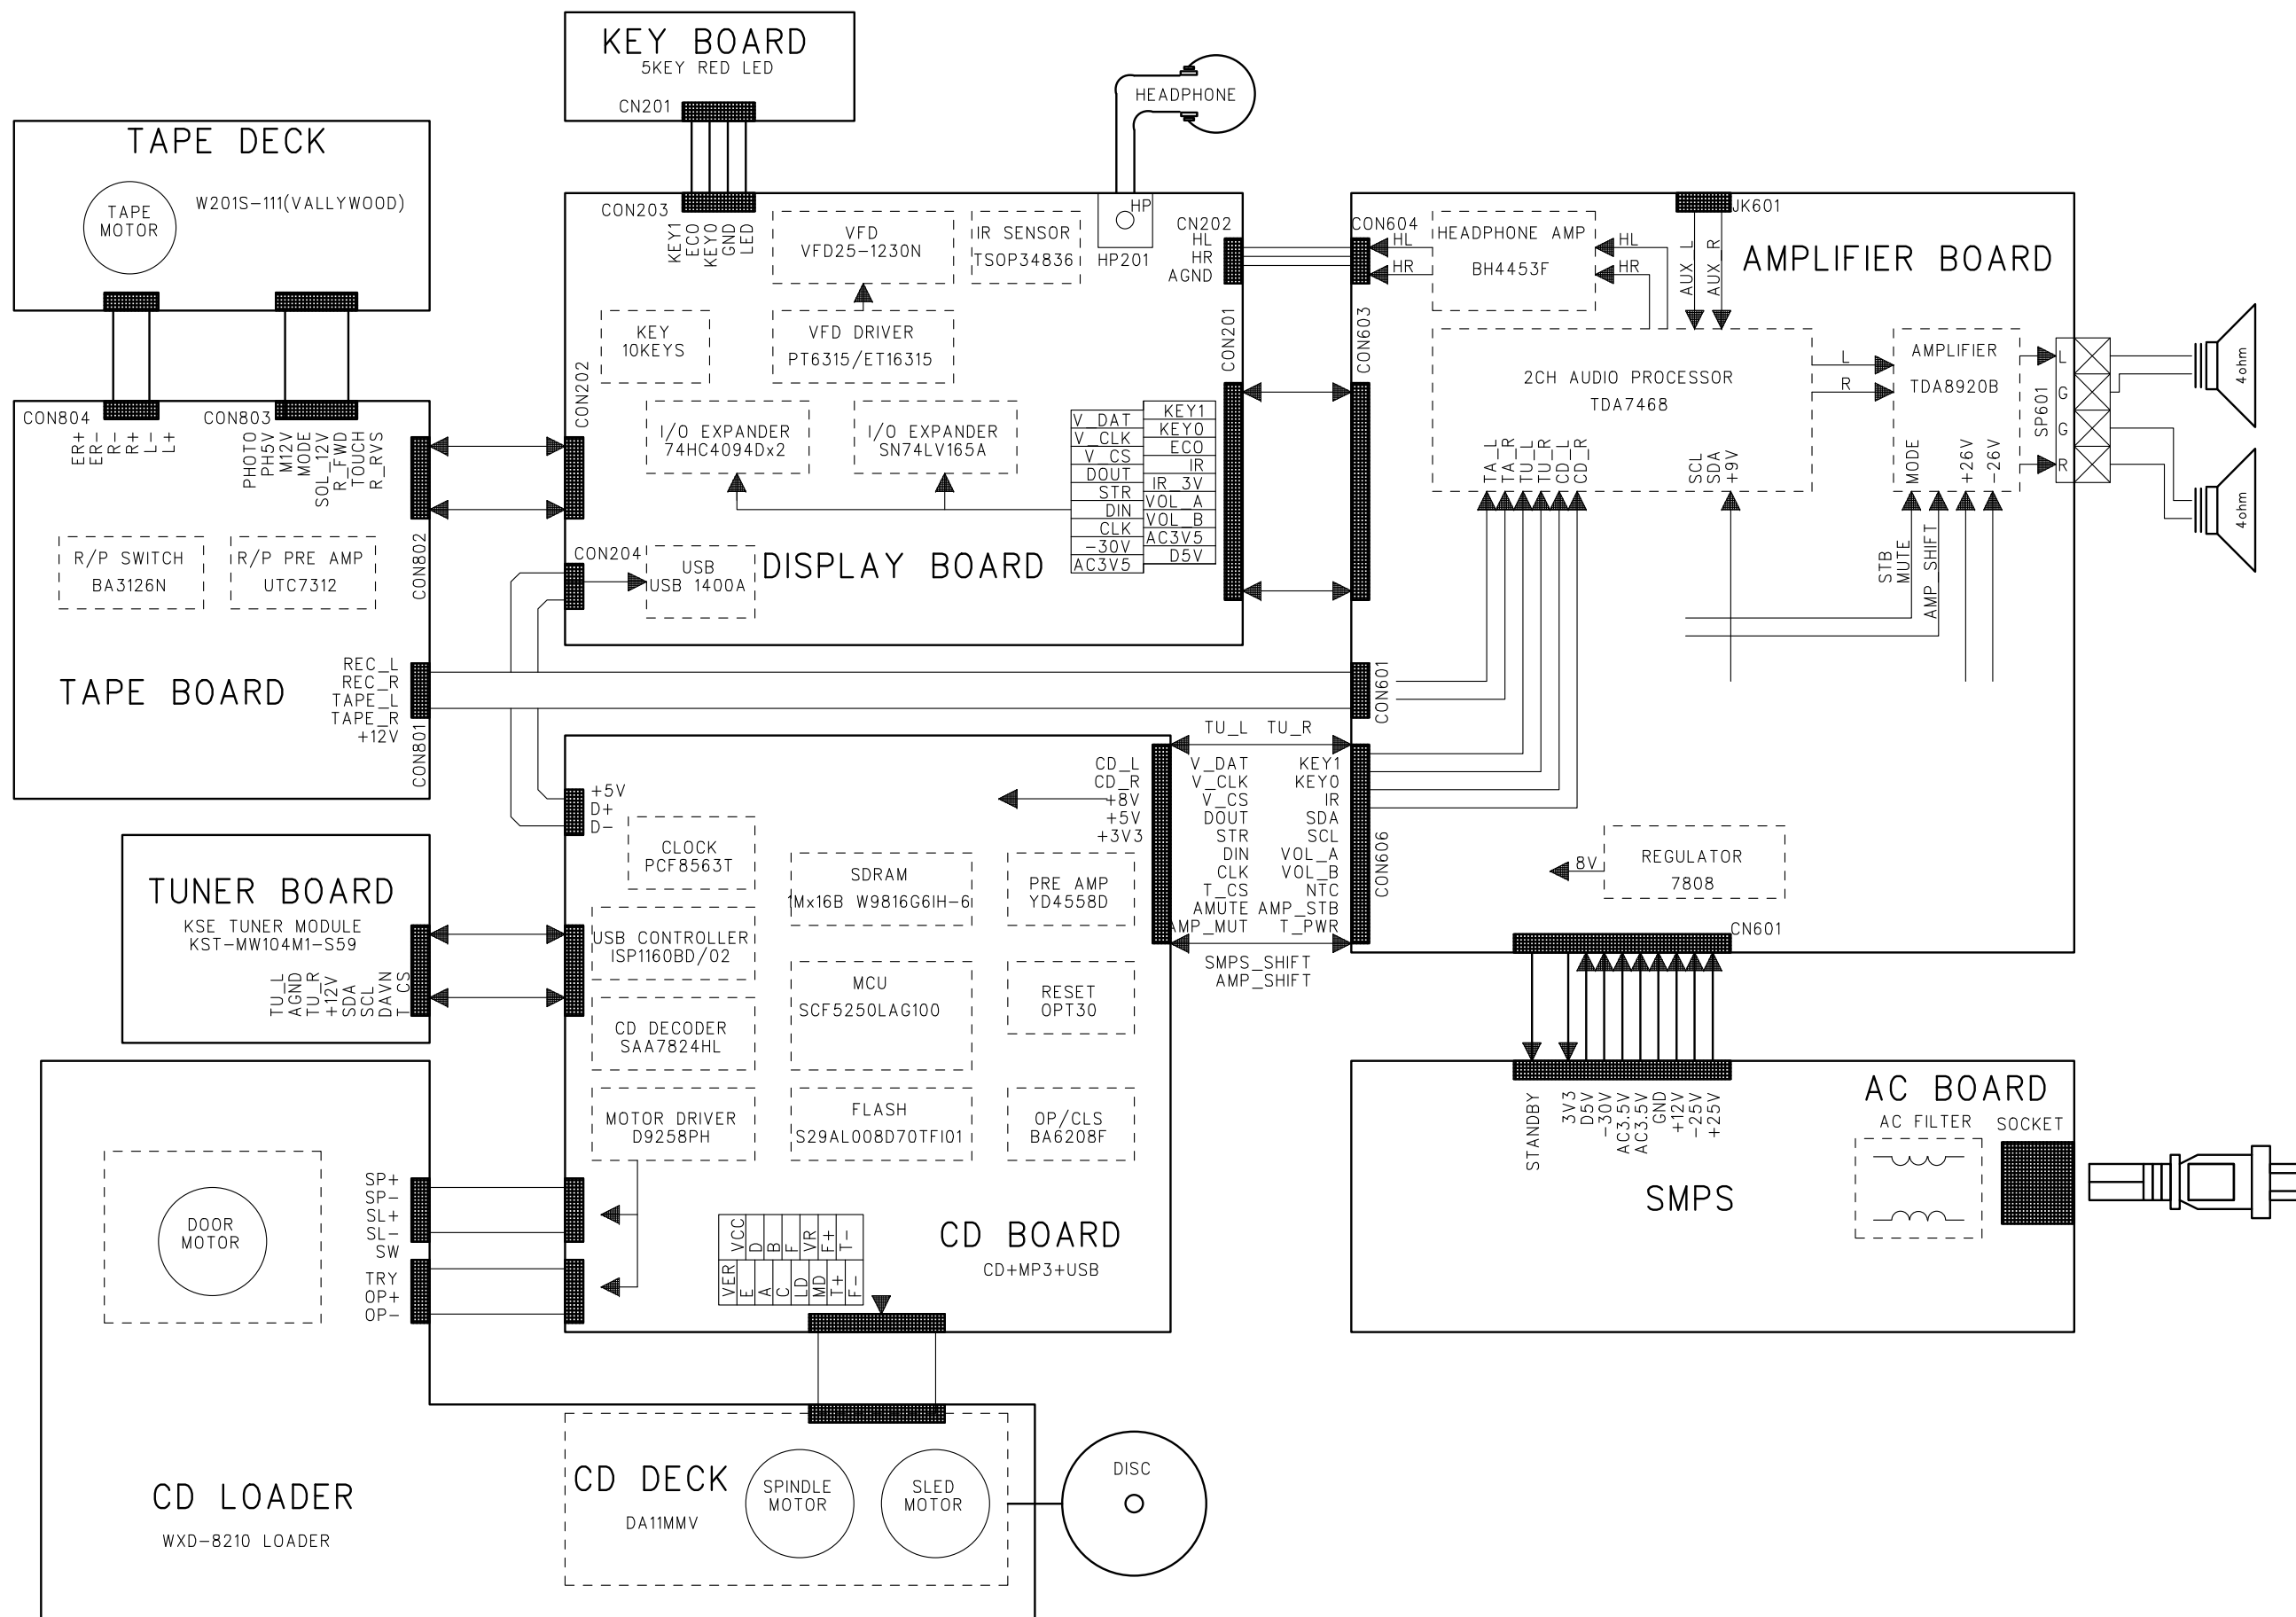 KEY BOARD
5KEY RED LED
CN201
HEADPHONE
TAPE DECK
TAPE
MOTOR
W201S-111(VALLYWOOD)
CON804
CON803
ER+
ER-
R-
R+
L-
L+
PHOTO
PH5V
M12V
MODE
SOL_12V
R_FWD
TOUCH
R_RVS
R/P SWITCH
BA3126N
R/P PRE AMP
UTC7312
CON802
TAPE BOARD
REC_L
REC_R
TAPE_L
TAPE_R
+12V
CON801
CON203
KEY1
ECO
KEY0
GND
LED
VFD
VFD25-1230N
IR SENSOR
TSOP34836
HP
HP201
CN202
HL
HR
AGND
KEY
10KEYS
VFD DRIVER
PT6315/ET16315
CON202
CON201
I/O EXPANDER
74HC4094Dx2
I/O EXPANDER
SN74LV165A
V_DAT
V_CLK
V_CS
DOUT
STR
DIN
CLK
-30V
AC3V5
KEY1
KEY0
ECO
IR
IR_3V
VOL_A
VOL_B
AC3V5
D5V
CON204
USB
USB 1400A
DISPLAY BOARD
CON604
HL
HR
HEADPHONE AMP
BH4453F
HL
HR
AUX_L
AUX_R
JK601
AMPLIFIER BOARD
CON603
2CH AUDIO PROCESSOR
TDA7468
L
R
AMPLIFIER
TDA8920B
TA_L
TA_R
TU_L
TU_R
CD_L
CD_R
SCL
SDA
+9V
MODE
+26V
-26V
STB
MUTE
AMP_SHIFT
SP601
L
G
G
R
4ohm
4ohm
CON601
CON606
REGULATOR
7808
8V
CN601
TU_L TU_R
V_DAT KEY1
V_CLK KEY0
V_CS IR
DOUT SDA
STR SCL
DIN VOL_A
CLK VOL_B
T_CS NTC
AMUTE AMP_STB
AMP_MUT T_PWR
SMPS_SHIFT
AMP_SHIFT
CD_L
CD_R
+8V
+5V
+3V3
+5V
D+
D-
CLOCK
PCF8563T
SDRAM
1Mx16B W9816G6IH-6
PRE AMP
YD4558D
USB CONTROLLER
ISP1160BD/02
MCU
SCF5250LAG100
RESET
OPT30
CD DECODER
SAA7824HL
MOTOR DRIVER
D9258PH
FLASH
S29AL008D70TFI01
OP/CLS
BA6208F
VCC
D
B
F
VR
F+
T-
VER
E
A
C
LD
MD
T+
F-
CD BOARD
CD+MP3+USB
TUNER BOARD
KSE TUNER MODULE
KST-MW104M1-S59
TU_L
AGND
TU_R
+12V
SDA
SCL
DAVN
T_CS
DOOR
MOTOR
SP+
SP-
SL+
SL-
SW
TRY
OP+
OP-
CD LOADER
WXD-8210 LOADER
CD DECK
DA11MMV
SPINDLE
MOTOR
SLED
MOTOR
DISC
STANDBY
3V3
D5V
-30V
AC3.5V
AC3.5V
GND
+12V
-25V
+25V
SMPS
AC BOARD
AC FILTER
SOCKET